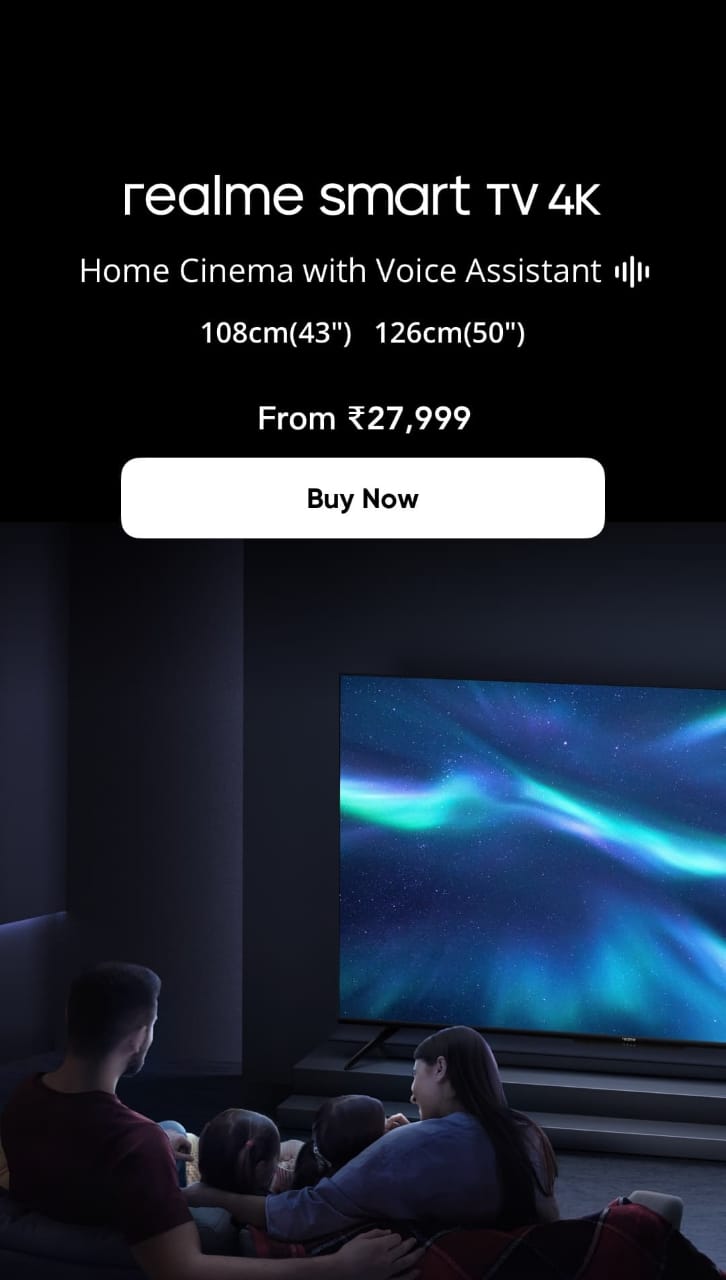 realme smart TV 4K
Home Cinema with Voice Assistant
108cm(43") 126cm(50")
From ₹27,999
Buy Now
realme